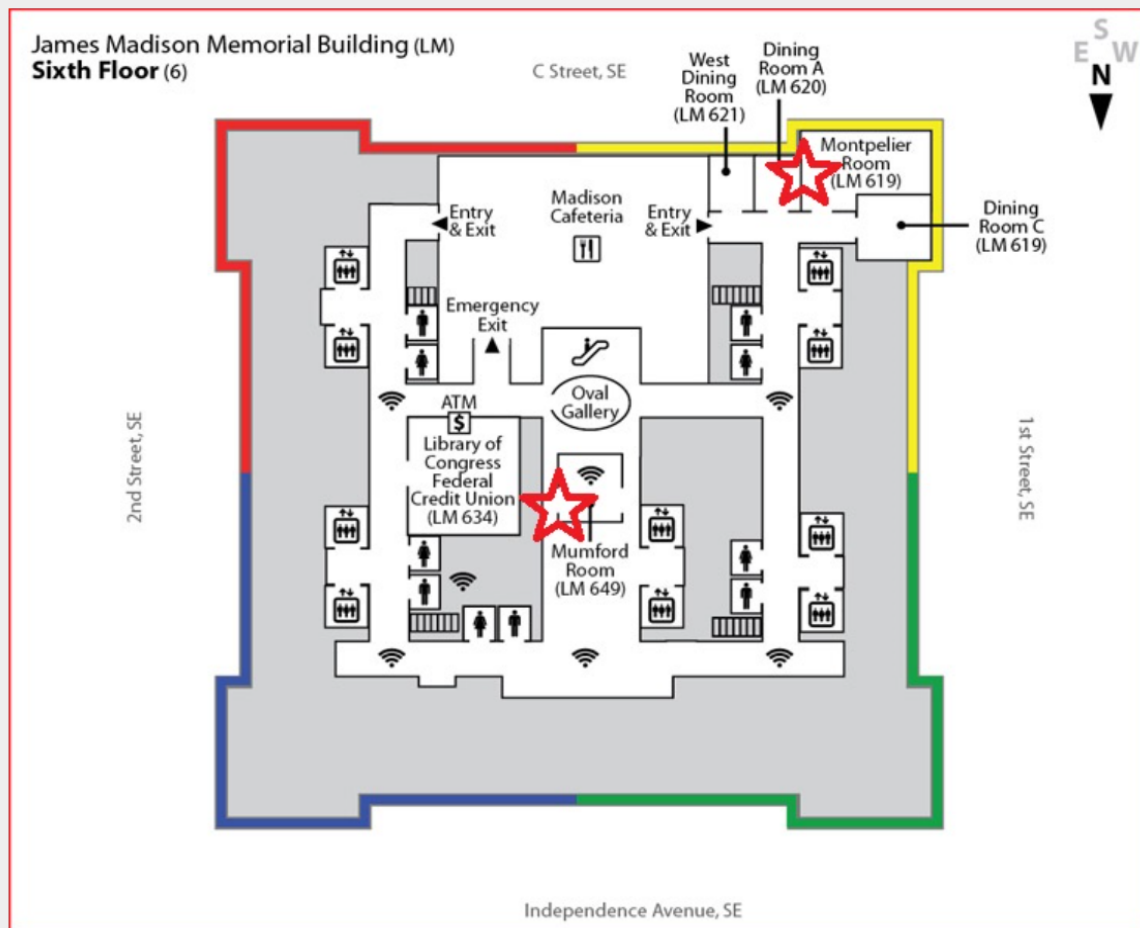 James Madison Memorial Building (LM)
Sixth Floor (6)
C Street, SE
S
E W
N
West
Dining
Room
(LM 621)
Dining
Room A
(LM 620)
Montpelier
Room
(LM 619)
Dining
Room C
(LM 619)
Entry
& Exit
Madison
Cafeteria
Entry
& Exit
Emergency
Exit
Oval
Gallery
ATM
$
Library of
Congress
Federal
Credit Union
(LM 634)
Mumford
Room
(LM 649)
2nd Street, SE
1st Street, SE
Independence Avenue, SE